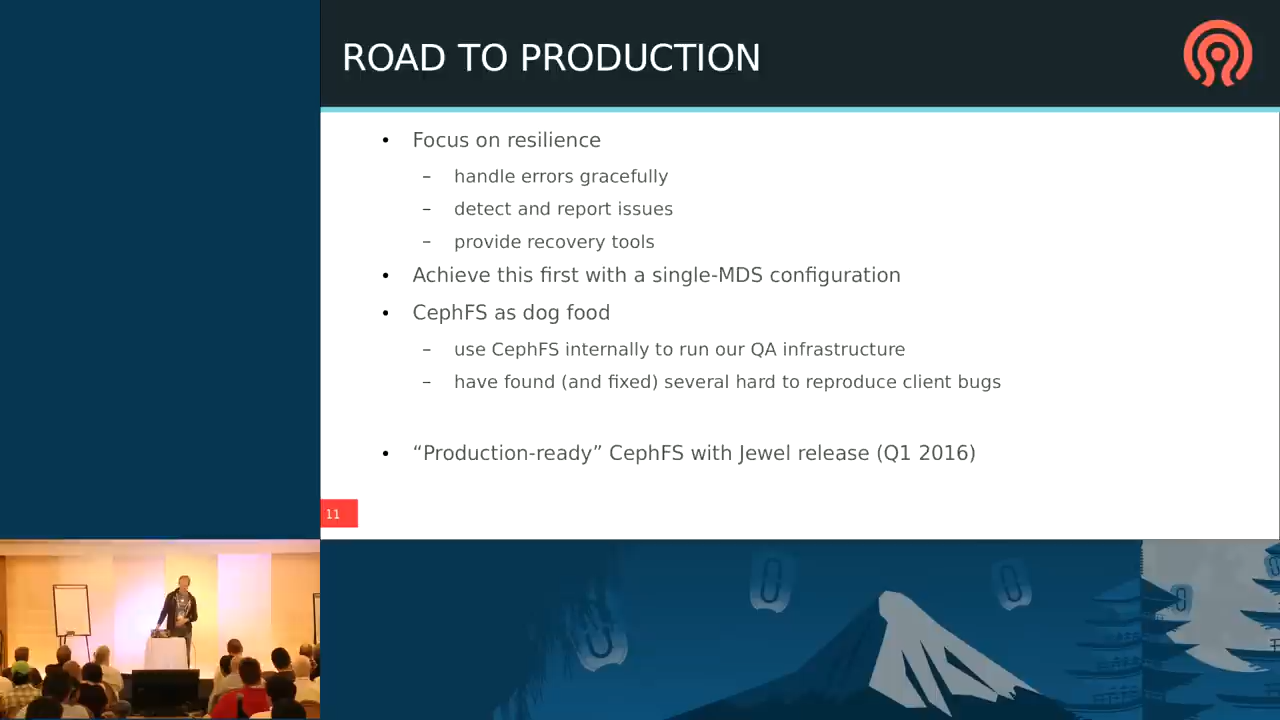 ROAD TO PRODUCTION
• Focus on resilience
– handle errors gracefully
– detect and report issues
– provide recovery tools
• Achieve this first with a single-MDS configuration
• CephFS as dog food
– use CephFS internally to run our QA infrastructure
– have found (and fixed) several hard to reproduce client bugs
• “Production-ready” CephFS with Jewel release (Q1 2016)
11